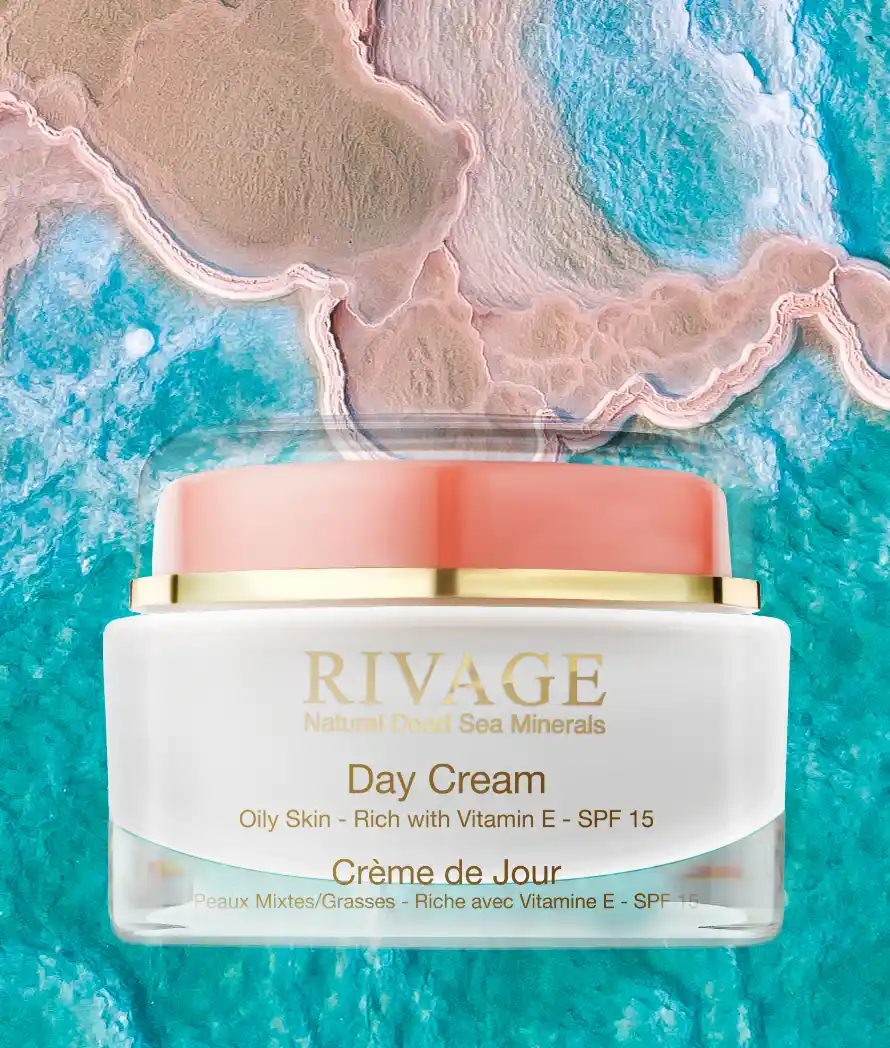 RIVAGE
Natural Dead Sea Minerals
Day Cream
Oily Skin - Rich with Vitamin E - SPF 15
Crème de Jour
Peaux Mixtes/Grasses - Riche avec Vitamine E - SPF 15